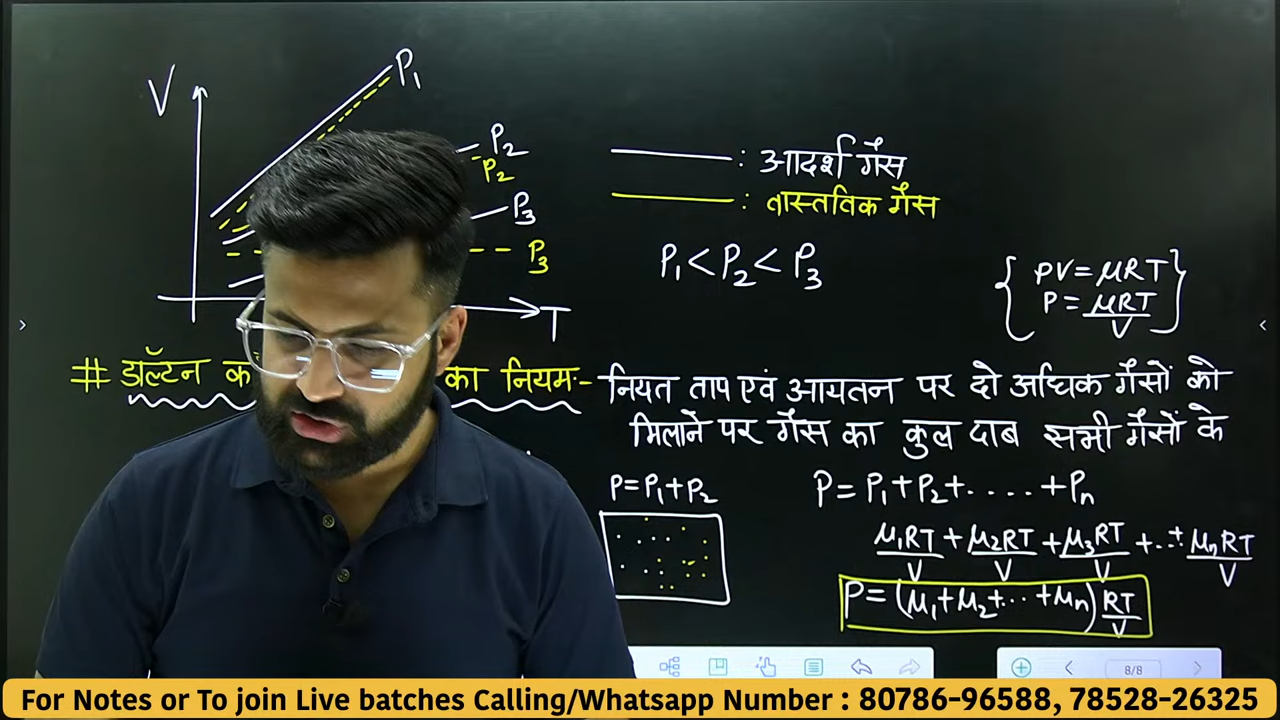 V
P₁
P₂
P₂
P₃
P₃
T
: आदर्श गैस
: वास्तविक गैस
P₁ < P₂ < P₃
{ PV = μRT }
P = μRT/V
# डाॅल्टन का नियम:- नियत ताप एवं आयतन पर दो अधिक गैसों को
मिलाने पर गैस का कुल दाब सभी गैसों के
P = P₁ + P₂
P = P₁ + P₂ + . . . . + Pₙ
μ₁RT/V + μ₂RT/V + μ₃RT/V + ..+ μₙRT/V
P = (μ₁ + μ₂ + ... + μₙ) RT/V
8/8
For Notes or To join Live batches Calling/Whatsapp Number : 80786-96588, 78528-26325